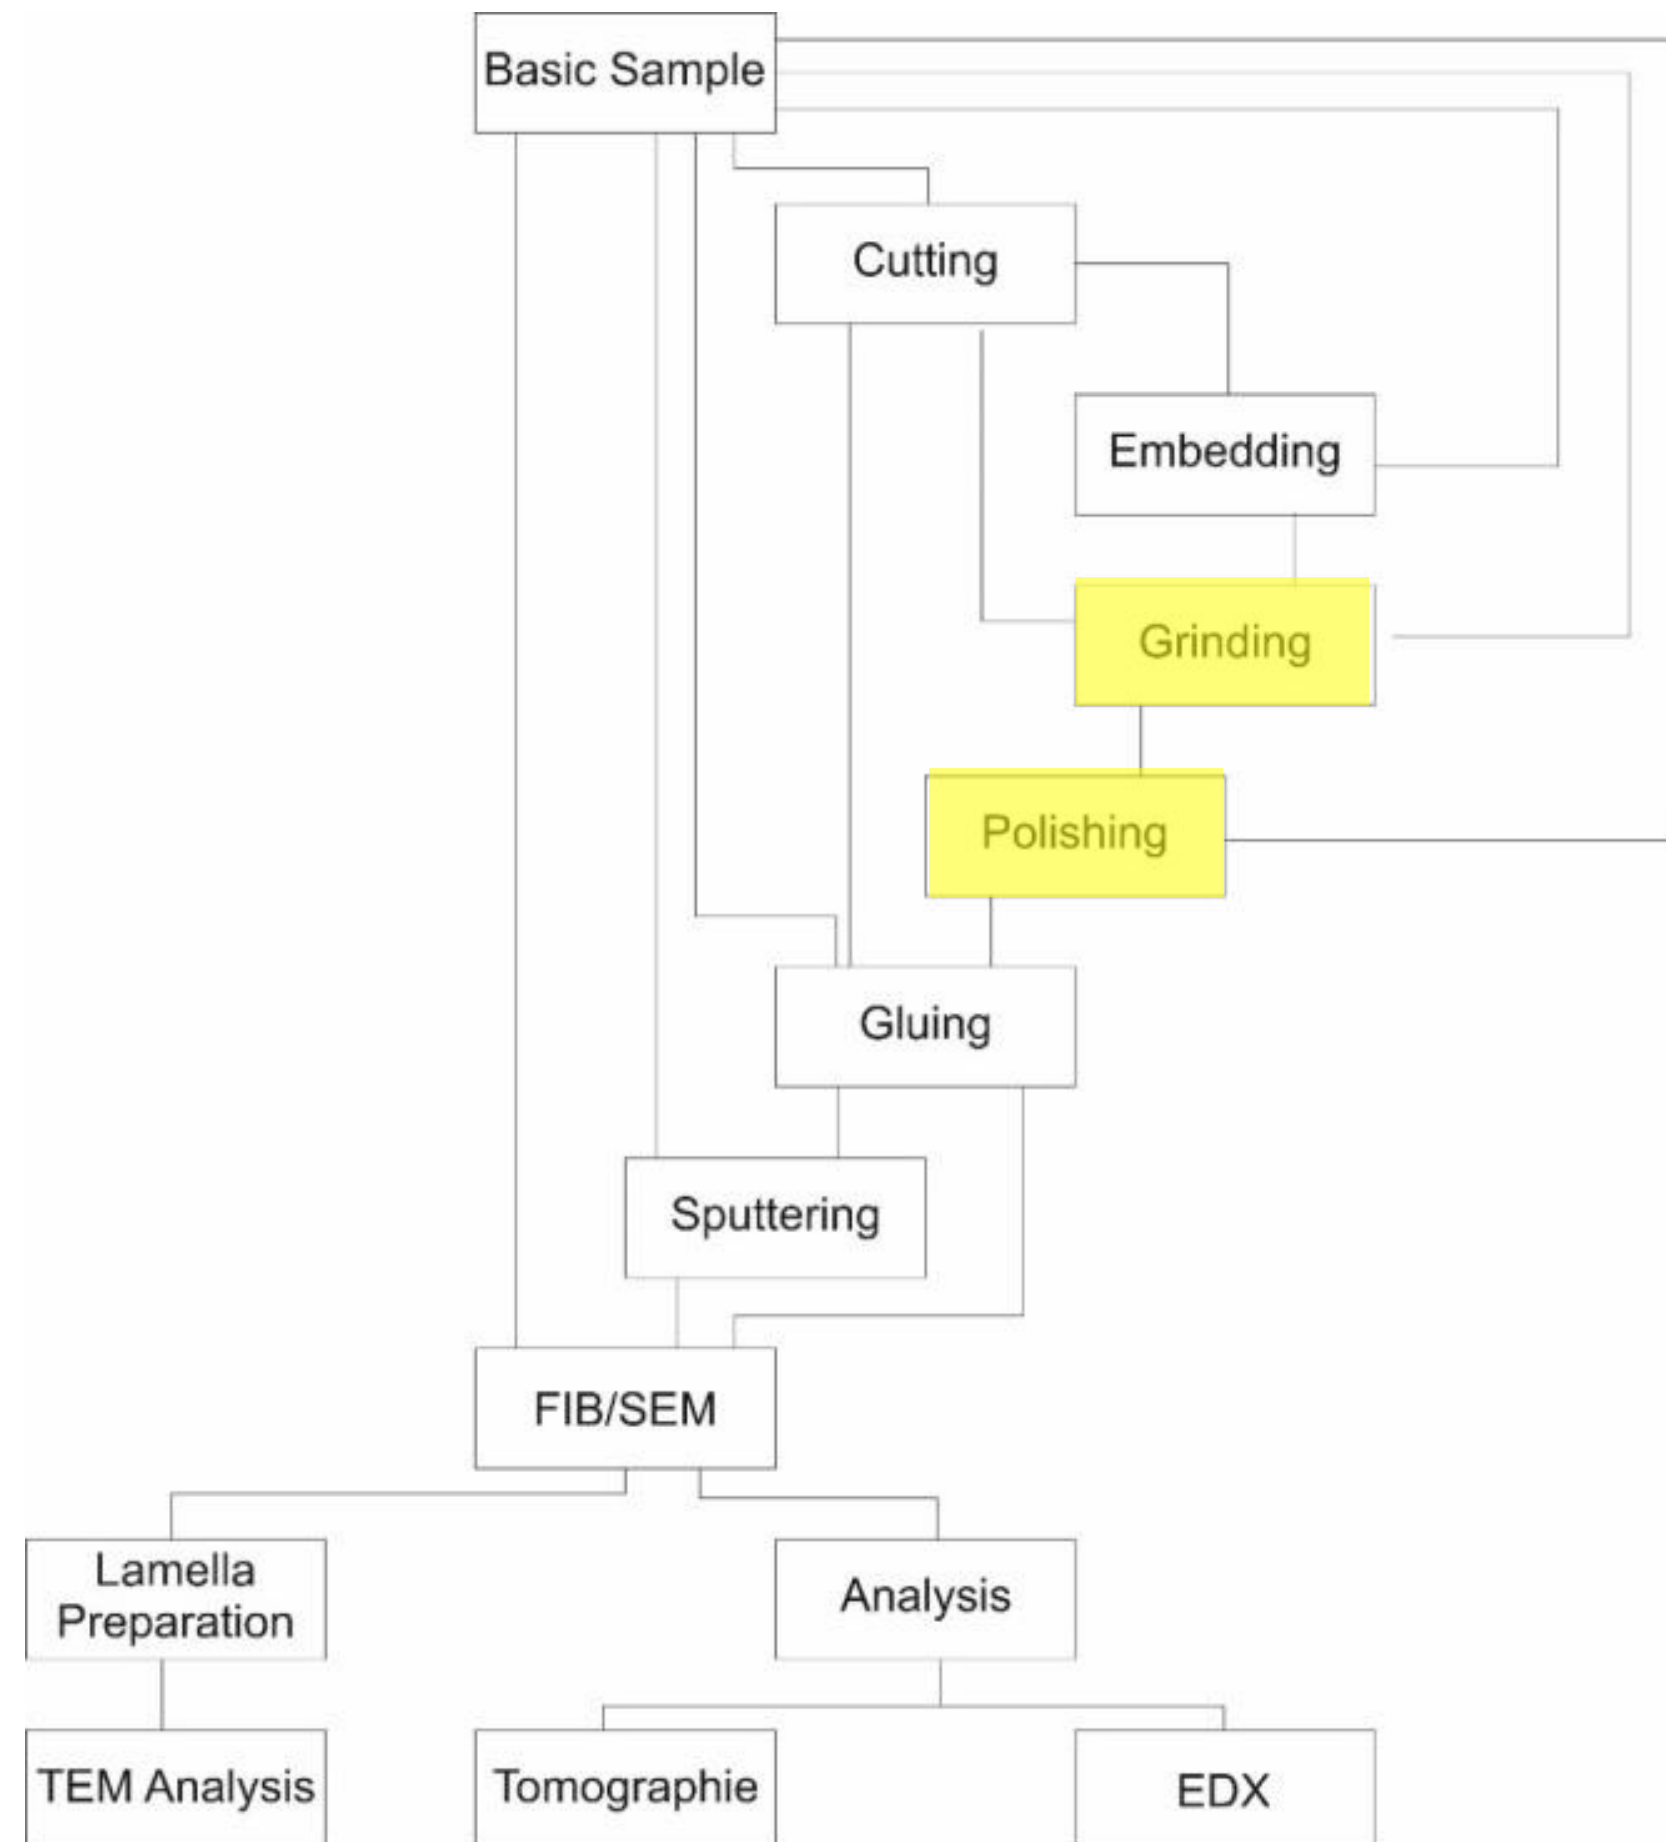 Basic Sample
Cutting
Embedding
Grinding
Polishing
Gluing
Sputtering
FIB/SEM
Lamella
Preparation
Analysis
TEM Analysis
Tomographie
EDX